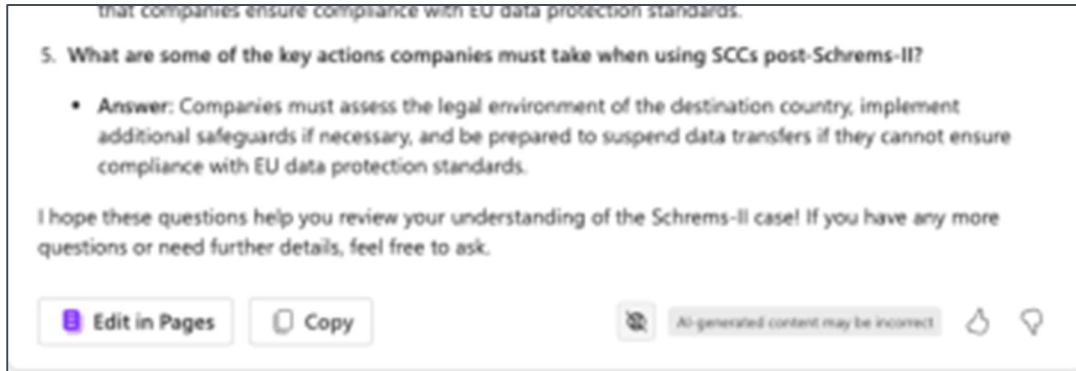 that companies ensure compliance with EU data protection standards.
5. What are some of the key actions companies must take when using SCCs post-Schrems-II?
• Answer: Companies must assess the legal environment of the destination country, implement
additional safeguards if necessary, and be prepared to suspend data transfers if they cannot ensure
compliance with EU data protection standards.
I hope these questions help you review your understanding of the Schrems-II case! If you have any more
questions or need further details, feel free to ask.
Edit in Pages Copy AI-generated content may be incorrect